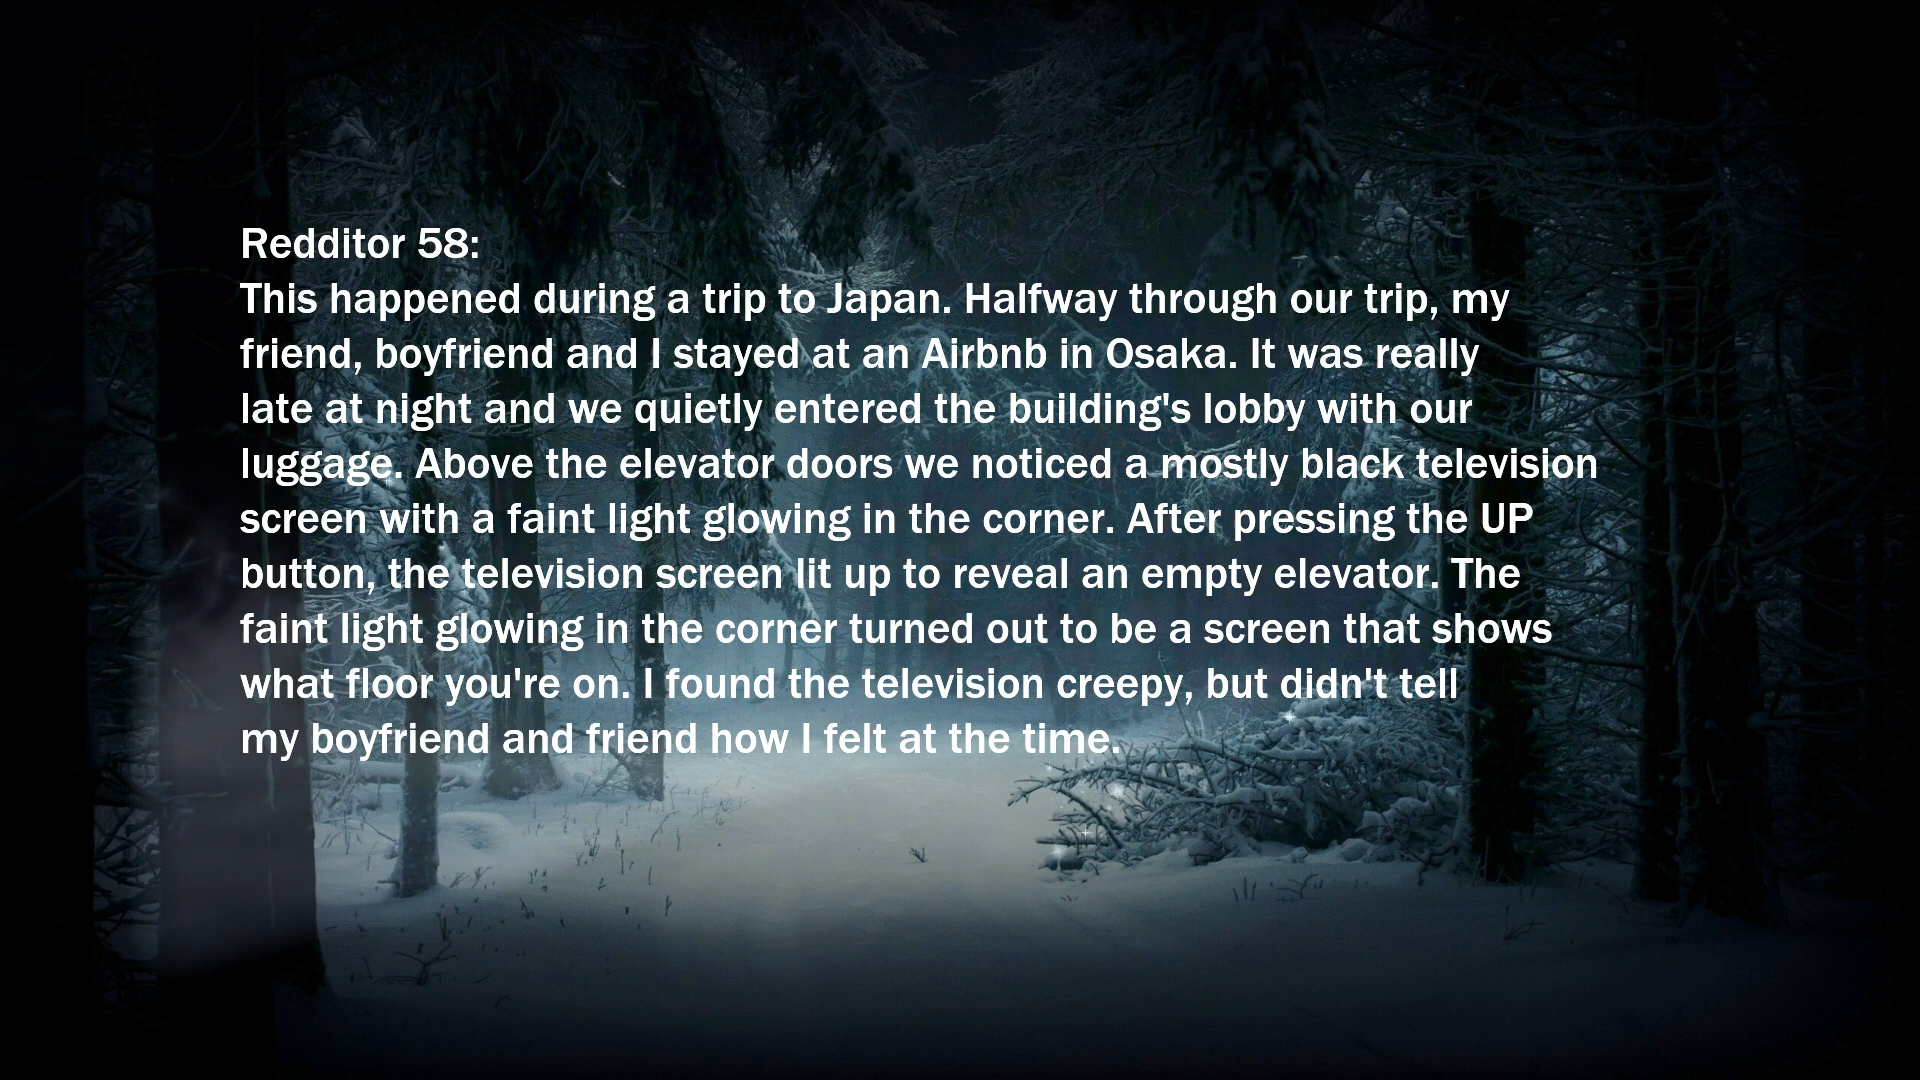 Redditor 58:
This happened during a trip to Japan. Halfway through our trip, my
friend, boyfriend and I stayed at an Airbnb in Osaka. It was really
late at night and we quietly entered the building's lobby with our
luggage. Above the elevator doors we noticed a mostly black television
screen with a faint light glowing in the corner. After pressing the UP
button, the television screen lit up to reveal an empty elevator. The
faint light glowing in the corner turned out to be a screen that shows
what floor you're on. I found the television creepy, but didn't tell
my boyfriend and friend how I felt at the time.